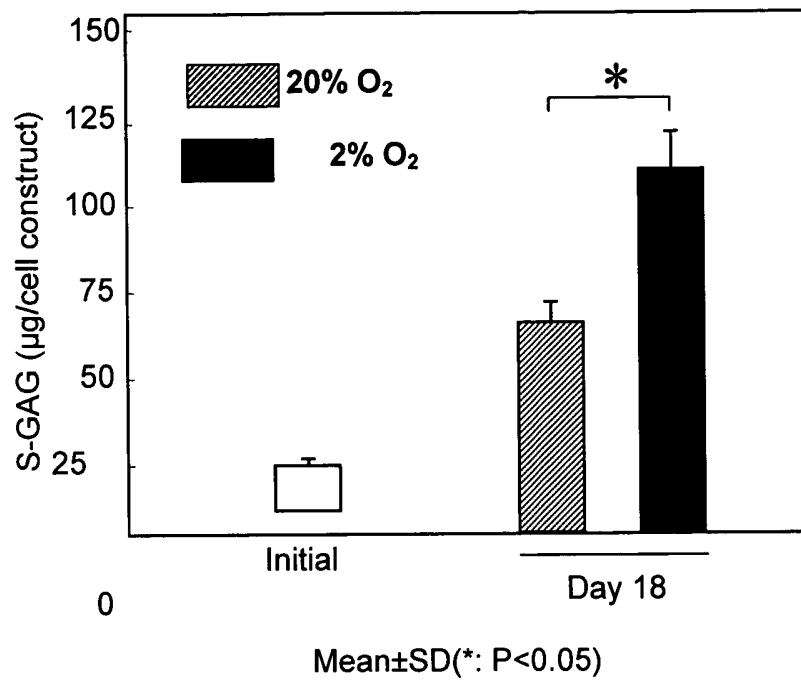 150
125
100
75
50
25
0
S-GAG (µg/cell construct)
20% O₂
2% O₂
*
Initial
Day 18
Mean±SD(*: P<0.05)